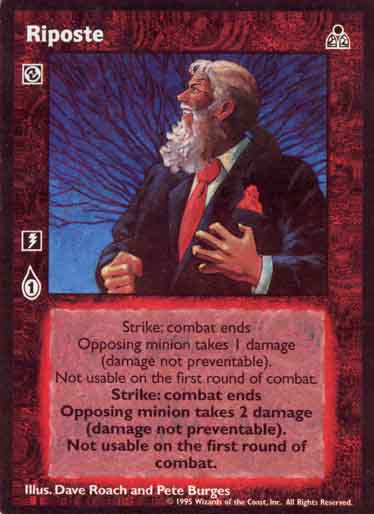 Riposte
1
Strike: combat ends
Opposing minion takes 1 damage
(damage not preventable).
Not usable on the first round of combat.
Strike: combat ends
Opposing minion takes 2 damage
(damage not preventable).
Not usable on the first round of
combat.
Illus. Dave Roach and Pete Burges
© 1995 Wizards of the Coast, Inc. All Rights Reserved.